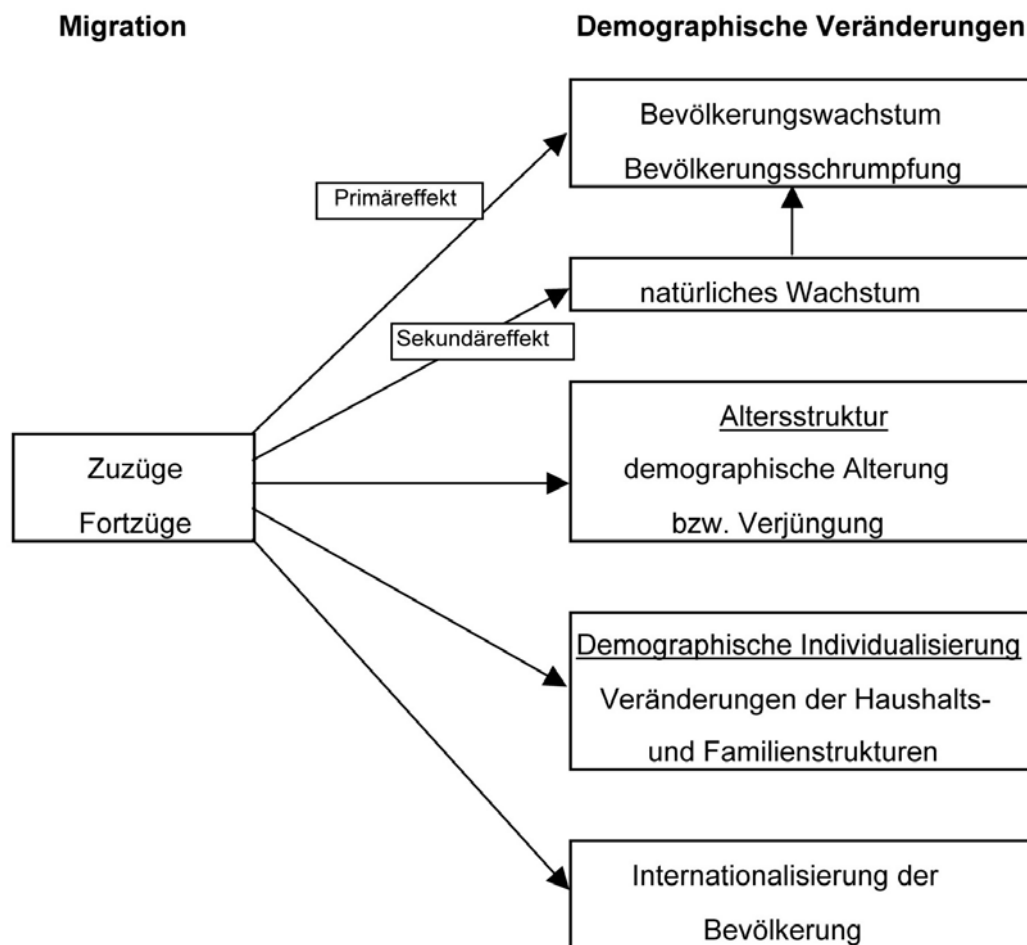 Migration
Demographische Veränderungen
Bevölkerungswachstum
Bevölkerungsschrumpfung
Primäreffekt
natürliches Wachstum
Sekundäreffekt
Altersstruktur
demographische Alterung
bzw. Verjüngung
Zuzüge
Fortzüge
Demographische Individualisierung
Veränderungen der Haushalts-
und Familienstrukturen
Internationalisierung der
Bevölkerung